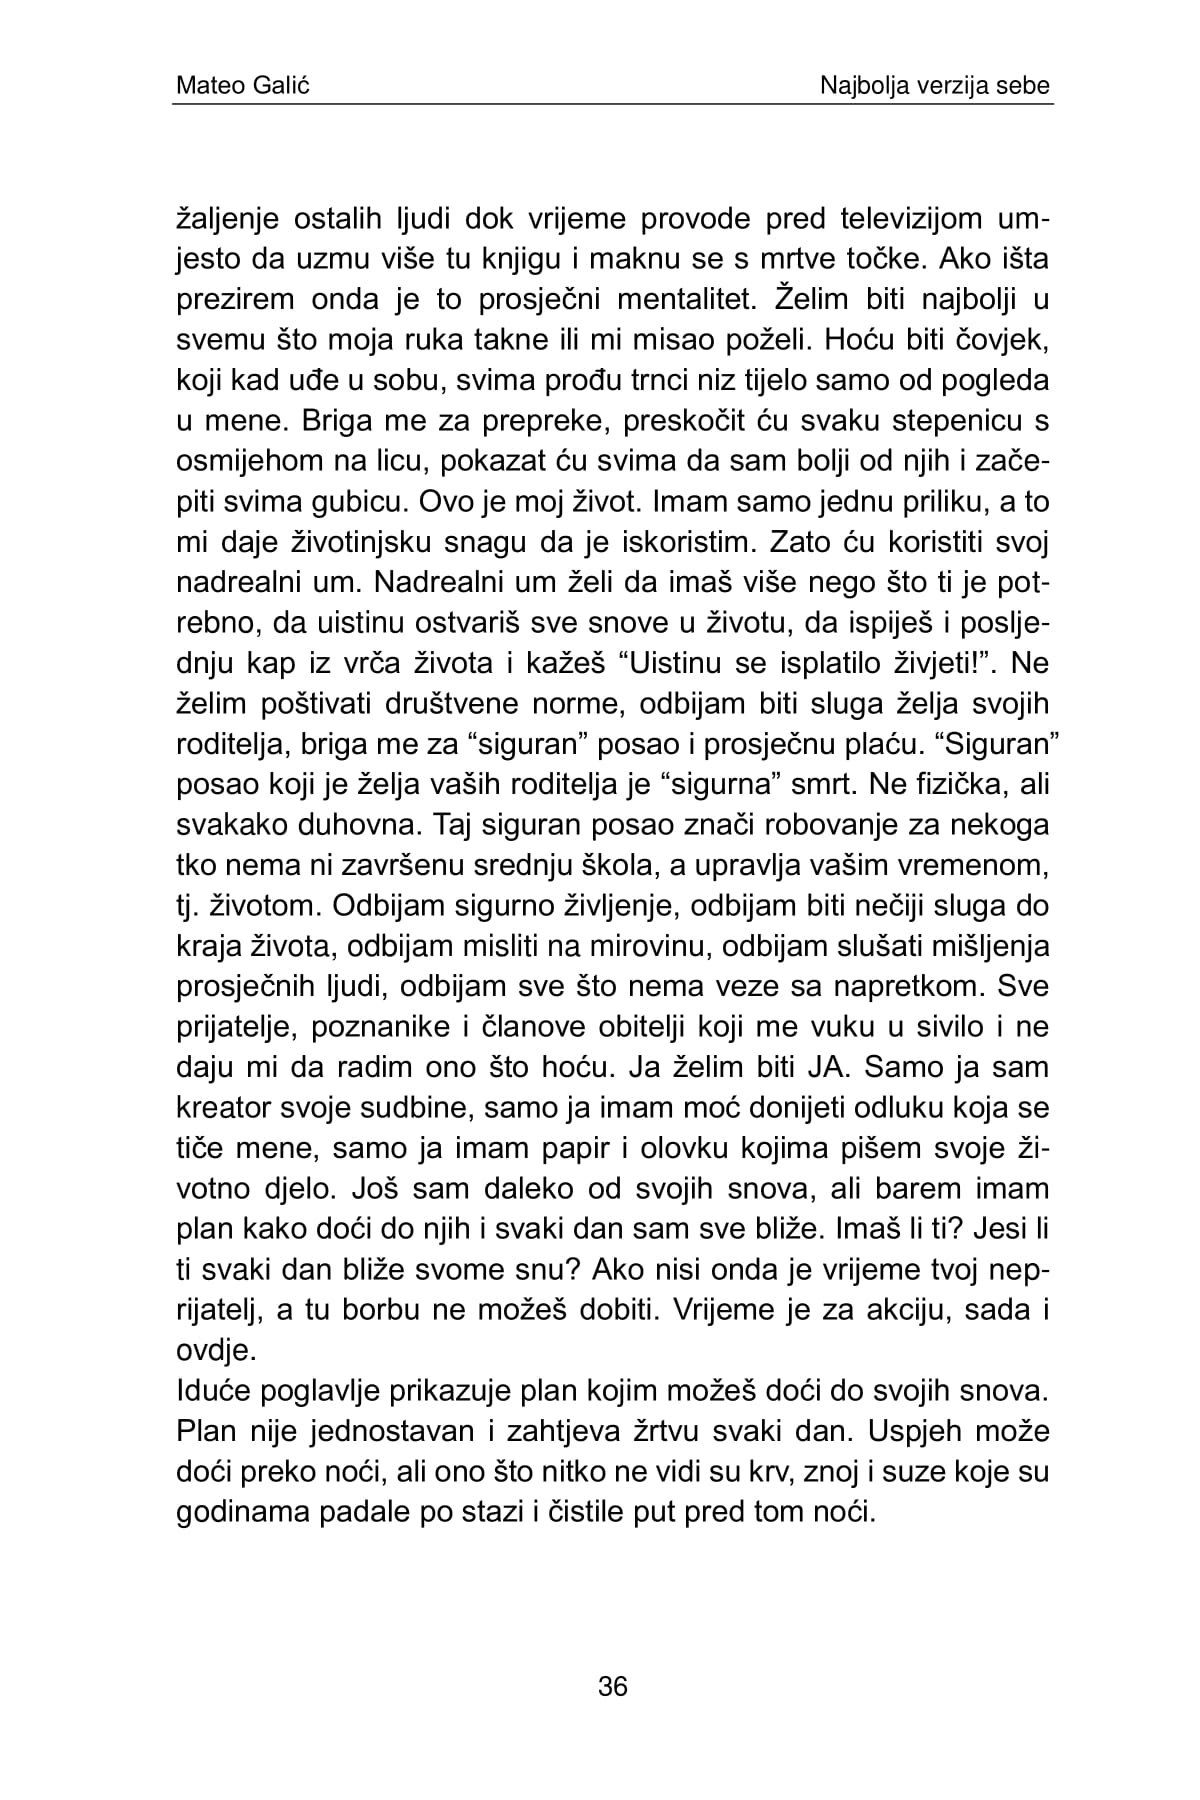 Mateo Galić Najbolja verzija sebe
žaljenje ostalih ljudi dok vrijeme provode pred televizijom um-
jesto da uzmu više tu knjigu i maknu se s mrtve točke. Ako išta
prezirem onda je to prosječni mentalitet. Želim biti najbolji u
svemu što moja ruka takne ili mi misao poželi. Hoću biti čovjek,
koji kad uđe u sobu, svima prođu trnci niz tijelo samo od pogleda
u mene. Briga me za prepreke, preskočit ću svaku stepenicu s
osmijehom na licu, pokazat ću svima da sam bolji od njih i zače-
piti svima gubicu. Ovo je moj život. Imam samo jednu priliku, a to
mi daje životinjsku snagu da je iskoristim. Zato ću koristiti svoj
nadrealni um. Nadrealni um želi da imaš više nego što ti je pot-
rebno, da uistinu ostvariš sve snove u životu, da ispiješ i poslje-
dnju kap iz vrča života i kažeš “Uistinu se isplatilo živjeti!”. Ne
želim poštivati društvene norme, odbijam biti sluga želja svojih
roditelja, briga me za “siguran” posao i prosječnu plaću. “Siguran”
posao koji je želja vaših roditelja je “sigurna” smrt. Ne fizička, ali
svakako duhovna. Taj siguran posao znači robovanje za nekoga
tko nema ni završenu srednju škola, a upravlja vašim vremenom,
tj. životom. Odbijam sigurno življenje, odbijam biti nečiji sluga do
kraja života, odbijam misliti na mirovinu, odbijam slušati mišljenja
prosječnih ljudi, odbijam sve što nema veze sa napretkom. Sve
prijatelje, poznanike i članove obitelji koji me vuku u sivilo i ne
daju mi da radim ono što hoću. Ja želim biti JA. Samo ja sam
kreator svoje sudbine, samo ja imam moć donijeti odluku koja se
tiče mene, samo ja imam papir i olovku kojima pišem svoje ži-
votno djelo. Još sam daleko od svojih snova, ali barem imam
plan kako doći do njih i svaki dan sam sve bliže. Imaš li ti? Jesi li
ti svaki dan bliže svome snu? Ako nisi onda je vrijeme tvoj nep-
rijatelj, a tu borbu ne možeš dobiti. Vrijeme je za akciju, sada i
ovdje.
Iduće poglavlje prikazuje plan kojim možeš doći do svojih snova.
Plan nije jednostavan i zahtjeva žrtvu svaki dan. Uspjeh može
doći preko noći, ali ono što nitko ne vidi su krv, znoj i suze koje su
godinama padale po stazi i čistile put pred tom noći.
36